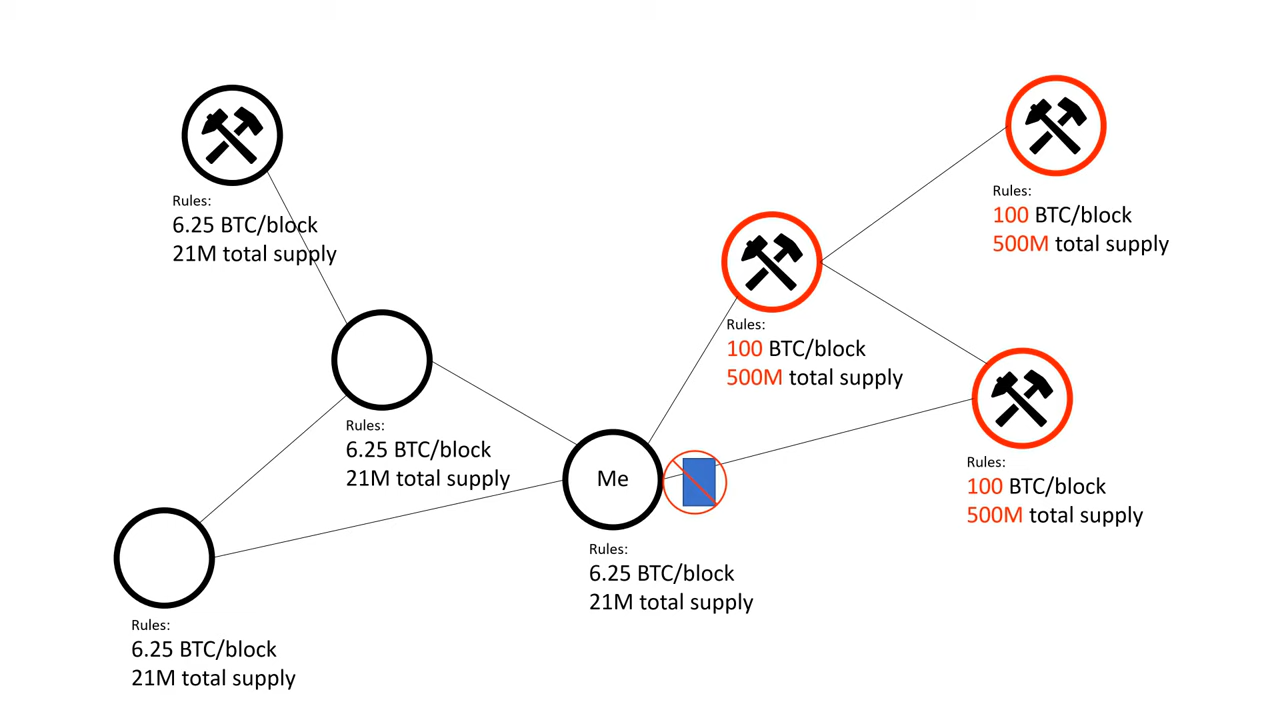 Rules:
6.25 BTC/block
21M total supply
Rules:
100 BTC/block
500M total supply
Rules:
100 BTC/block
500M total supply
Rules:
6.25 BTC/block
21M total supply
Me
Rules:
100 BTC/block
500M total supply
Rules:
6.25 BTC/block
21M total supply
Rules:
6.25 BTC/block
21M total supply